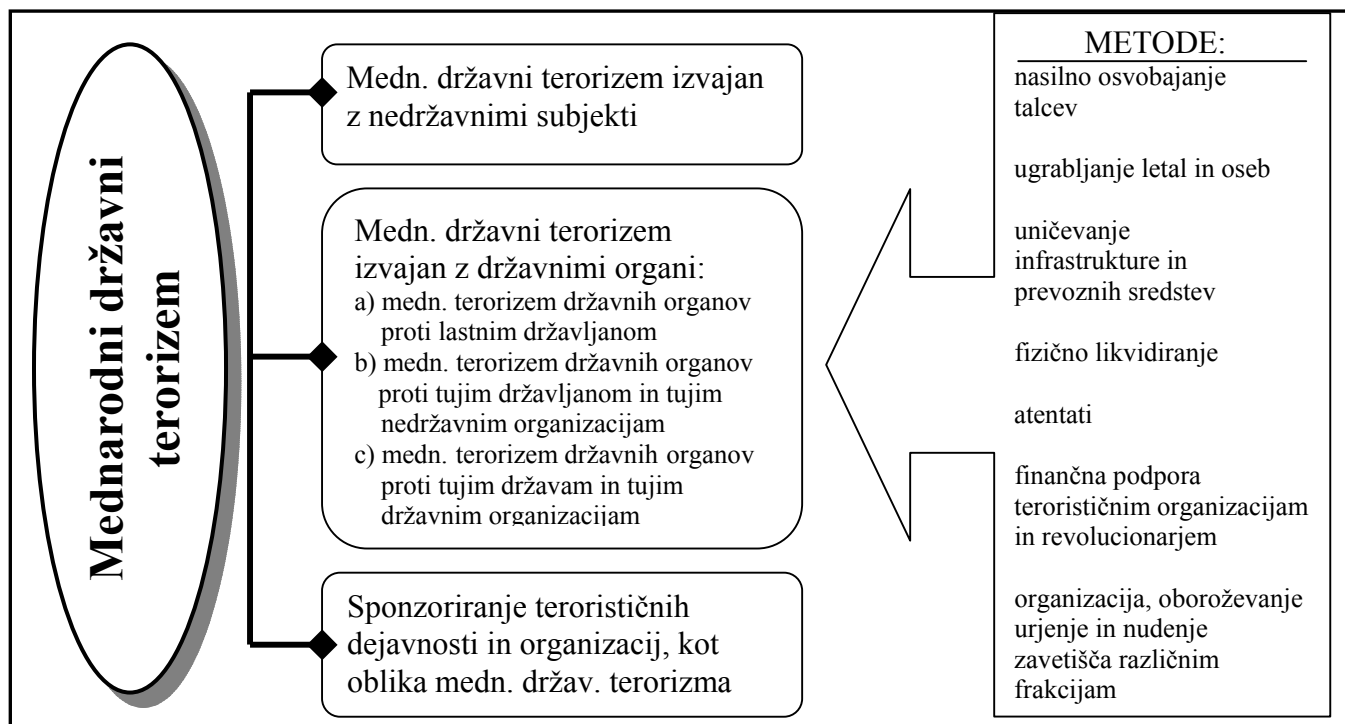 Mednarodni državni
terorizem
Medn. državni terorizem izvajan
z nedržavnimi subjekti
Medn. državni terorizem
izvajan z državnimi organi:
a) medn. terorizem državnih organov
proti lastnim državljanom
b) medn. terorizem državnih organov
proti tujim državljanom in tujim
nedržavnim organizacijam
c) medn. terorizem državnih organov
proti tujim državam in tujim
državnim organizacijam
Sponzoriranje terorističnih
dejavnosti in organizacij, kot
oblika medn. držav. terorizma
METODE:
nasilno osvobajanje
talcev
ugrabljanje letal in oseb
uničevanje
infrastrukture in
prevoznih sredstev
fizično likvidiranje
atentati
finančna podpora
terorističnim organizacijam
in revolucionarjem
organizacija, oboroževanje
urjenje in nudenje
zavetišča različnim
frakcijam